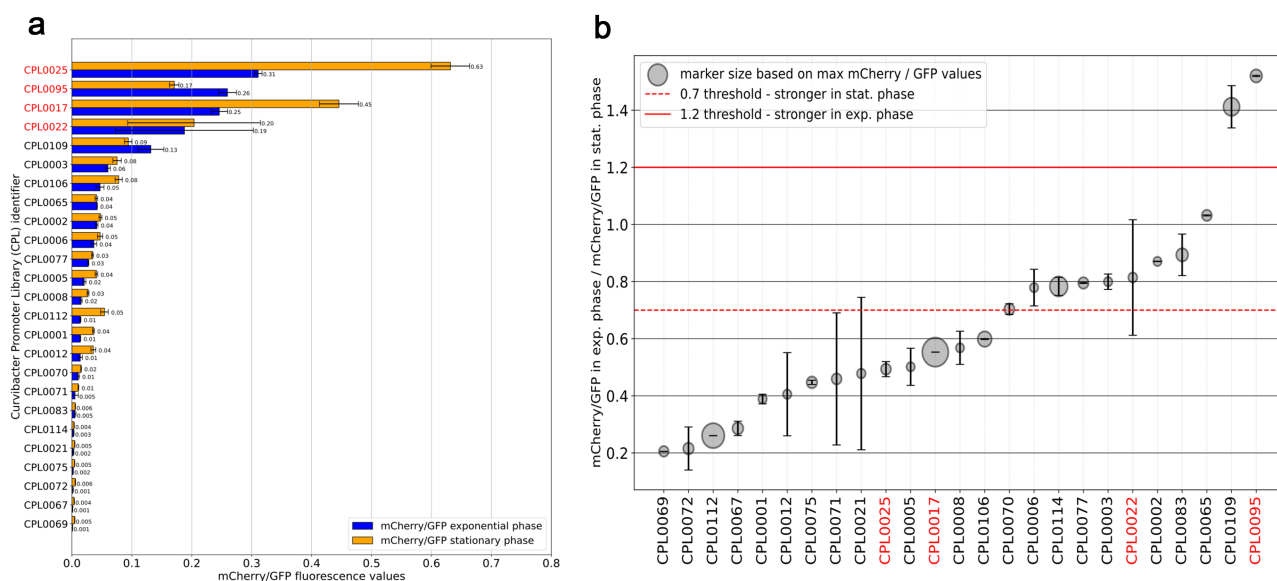 a
Curvibacter Promoter Library (CPL) identifier
CPL0025
0.63
0.31
CPL0095
0.17
0.26
CPL0017
0.45
0.25
CPL0022
0.20
0.19
CPL0109
0.09
0.13
CPL0003
0.08
0.06
CPL0106
0.08
0.05
CPL0065
0.04
0.04
CPL0002
0.05
0.04
CPL0006
0.05
0.04
CPL0077
0.03
0.03
CPL0005
0.04
0.02
CPL0008
0.03
0.02
CPL0112
0.05
0.01
CPL0001
0.04
0.01
CPL0012
0.04
0.01
CPL0070
0.02
0.01
CPL0071
0.01
0.01
CPL0083
0.006
0.005
CPL0114
0.004
0.003
CPL0021
0.005
0.002
CPL0075
0.005
0.002
CPL0072
0.006
0.001
CPL0067
0.004
0.001
CPL0069
0.005
0.001
mCherry/GFP exponential phase
mCherry/GFP stationary phase
0.0 0.1 0.2 0.3 0.4 0.5 0.6 0.7 0.8
mCherry/GFP fluorescence values
b
mCherry/GFP in exp. phase / mCherry/GFP in stat. phase
marker size based on max mCherry / GFP values
0.7 threshold - stronger in stat. phase
1.2 threshold - stronger in exp. phase
1.4
1.2
1.0
0.8
0.6
0.4
0.2
CPL0069
CPL0072
CPL0112
CPL0067
CPL0001
CPL0012
CPL0075
CPL0071
CPL0021
CPL0025
CPL0005
CPL0017
CPL0008
CPL0106
CPL0070
CPL0006
CPL0114
CPL0077
CPL0003
CPL0022
CPL0002
CPL0083
CPL0065
CPL0109
CPL0095